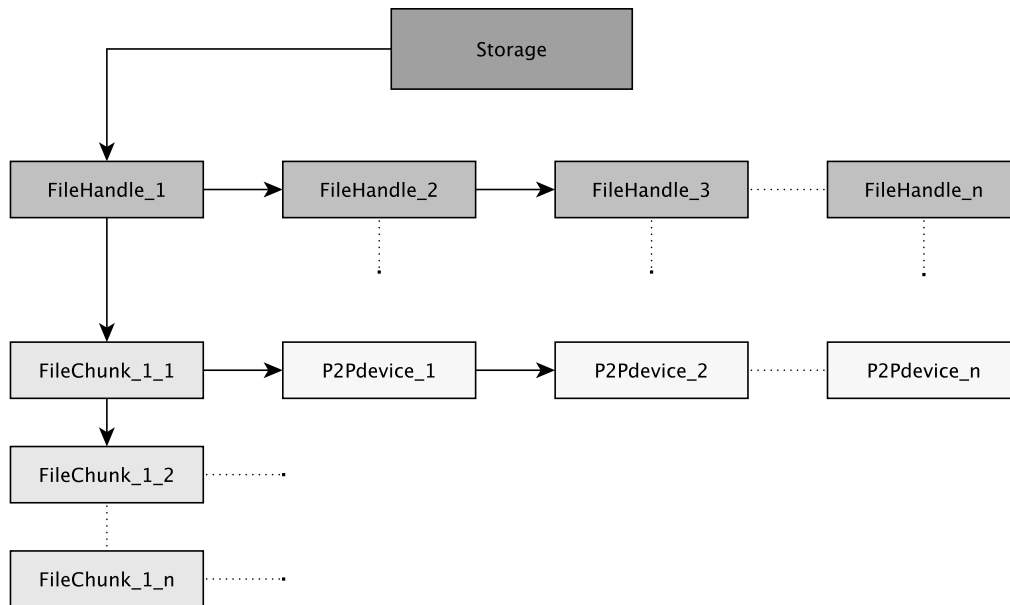 Storage
FileHandle_1
FileHandle_2
FileHandle_3
FileHandle_n
FileChunk_1_1
P2Pdevice_1
P2Pdevice_2
P2Pdevice_n
FileChunk_1_2
FileChunk_1_n